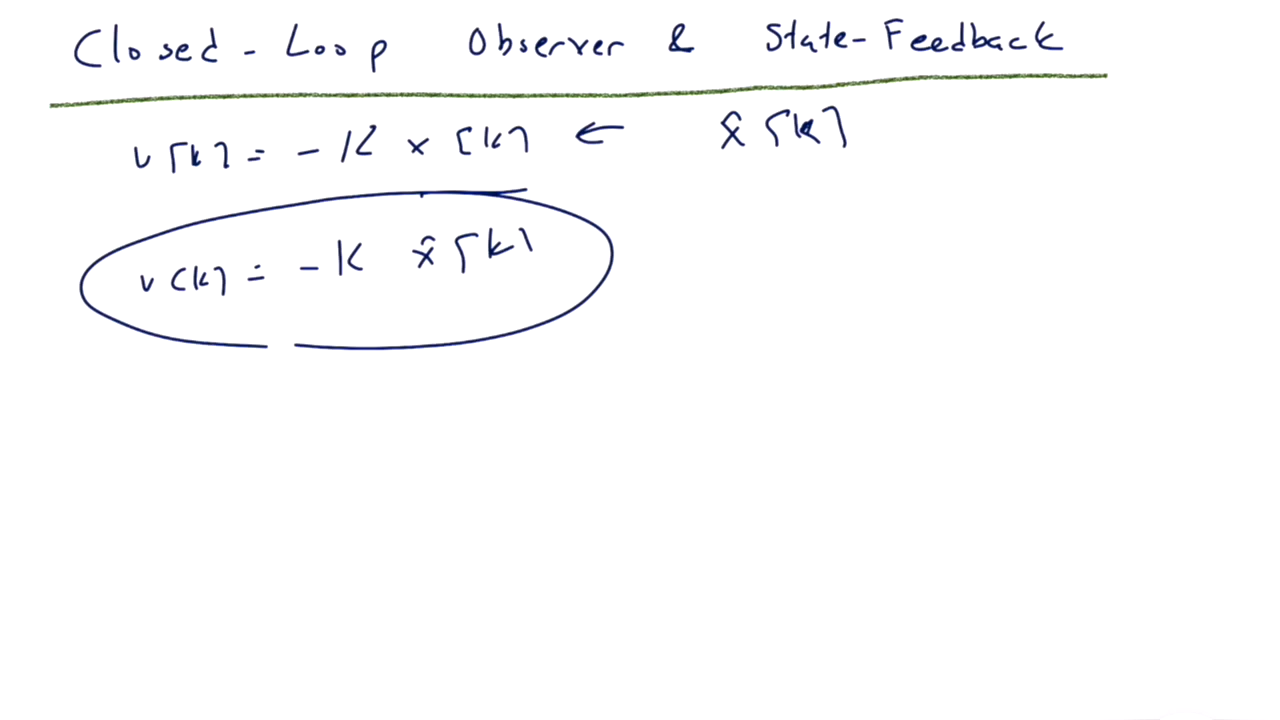 Closed-Loop Observer & State-Feedback
u[k] = -K x[k] ← x̂[k]
u[k] = -K x̂[k]